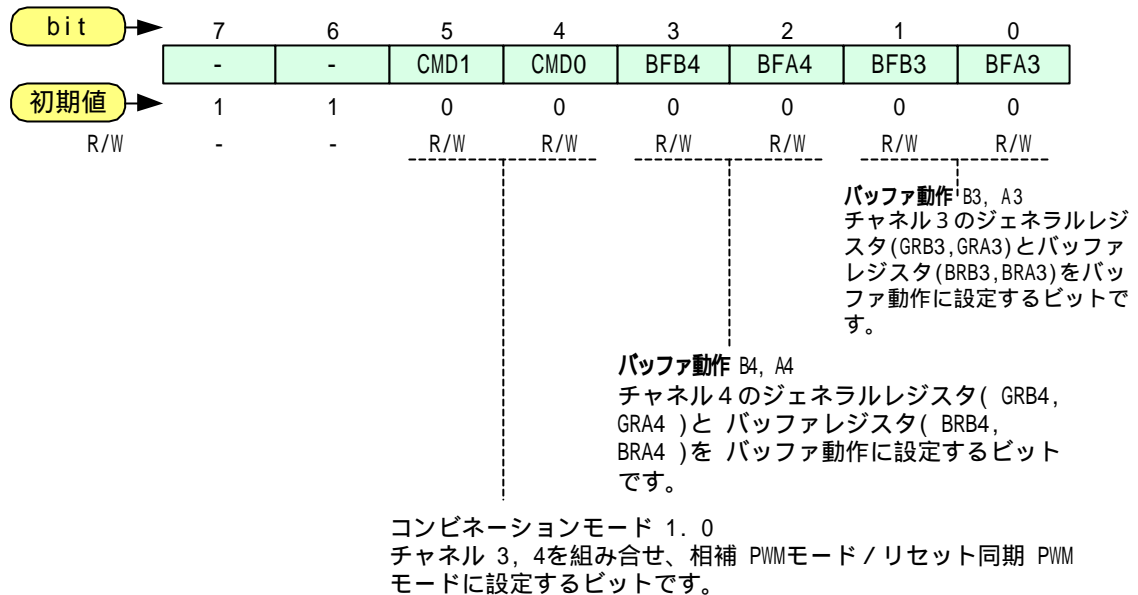 bit 7 6 5 4 3 2 1 0
- - CMD1 CMD0 BFB4 BFA4 BFB3 BFA3
初期値 1 1 0 0 0 0 0 0
R/W - - R/W R/W R/W R/W R/W R/W
バッファ動作 B3, A3
チャネル３のジェネラルレジ
スタ(GRB3,GRA3)とバッファ
レジスタ(BRB3,BRA3)をバッ
ファ動作に設定するビットで
す。
バッファ動作 B4, A4
チャネル４のジェネラルレジスタ( GRB4,
GRA4 )と バッファレジスタ( BRB4,
BRA4 )を バッファ動作に設定するビット
です。
コンビネーションモード 1. 0
チャネル 3, 4を組み合せ、相補 PWMモード / リセット同期 PWM
モードに設定するビットです。